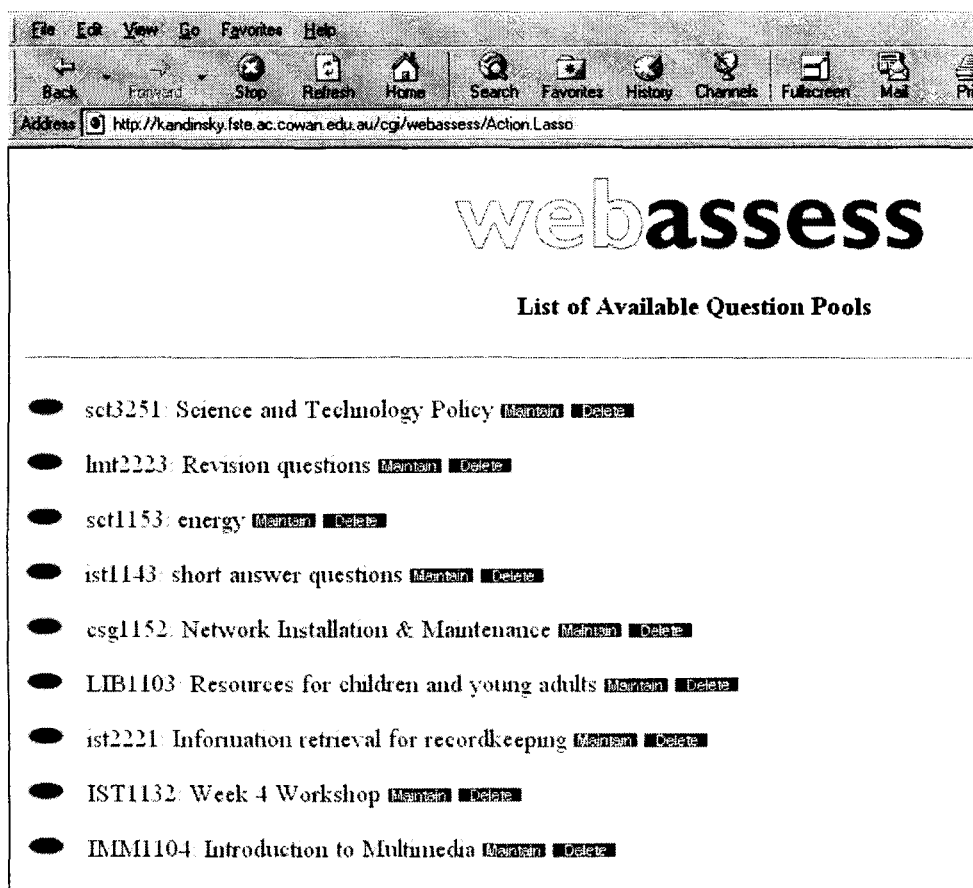 File Edit View Go Favorites Help
Back Forward Stop Refresh Home Search Favorites History Channels Fullscreen Mail Pri
Address http://kandinsky.fste.ac.cowan.edu.au/cgi/webassess/Action.Lasso
webassess
List of Available Question Pools
sct3251: Science and Technology Policy Maintain Delete
lmt2223: Revision questions Maintain Delete
sct1153: energy Maintain Delete
ist1143: short answer questions Maintain Delete
csg1152: Network Installation & Maintenance Maintain Delete
LIB1103: Resources for children and young adults Maintain Delete
ist2221: Information retrieval for recordkeeping Maintain Delete
IST1132: Week 4 Workshop Maintain Delete
IMM1104: Introduction to Multimedia Maintain Delete